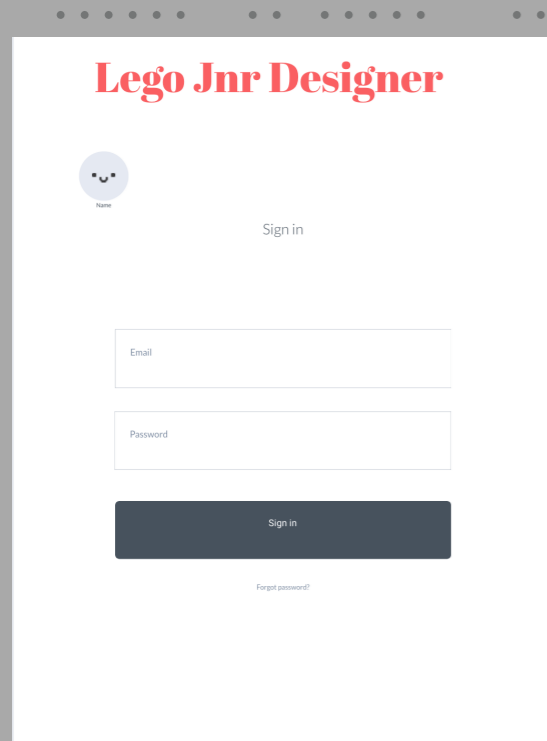 Lego Jnr Designer
Name
Sign in
Email
Password
Sign in
Forgot password?